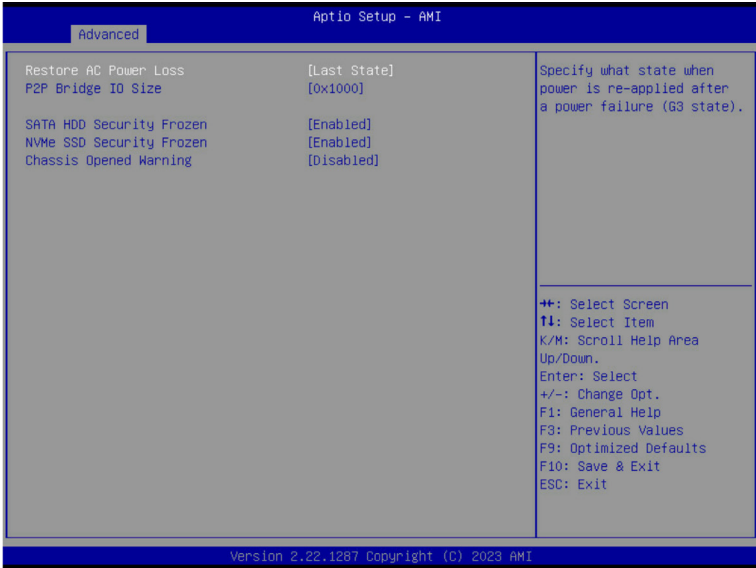 Aptio Setup – AMI
Advanced
Restore AC Power Loss [Last State]
P2P Bridge IO Size [0x1000]
SATA HDD Security Frozen [Enabled]
NVMe SSD Security Frozen [Enabled]
Chassis Opened Warning [Disabled]
Specify what state when
power is re-applied after
a power failure (G3 state).
→←: Select Screen
↑↓: Select Item
K/M: Scroll Help Area
Up/Down.
Enter: Select
+/-: Change Opt.
F1: General Help
F3: Previous Values
F9: Optimized Defaults
F10: Save & Exit
ESC: Exit
Version 2.22.1287 Copyright (C) 2023 AMI